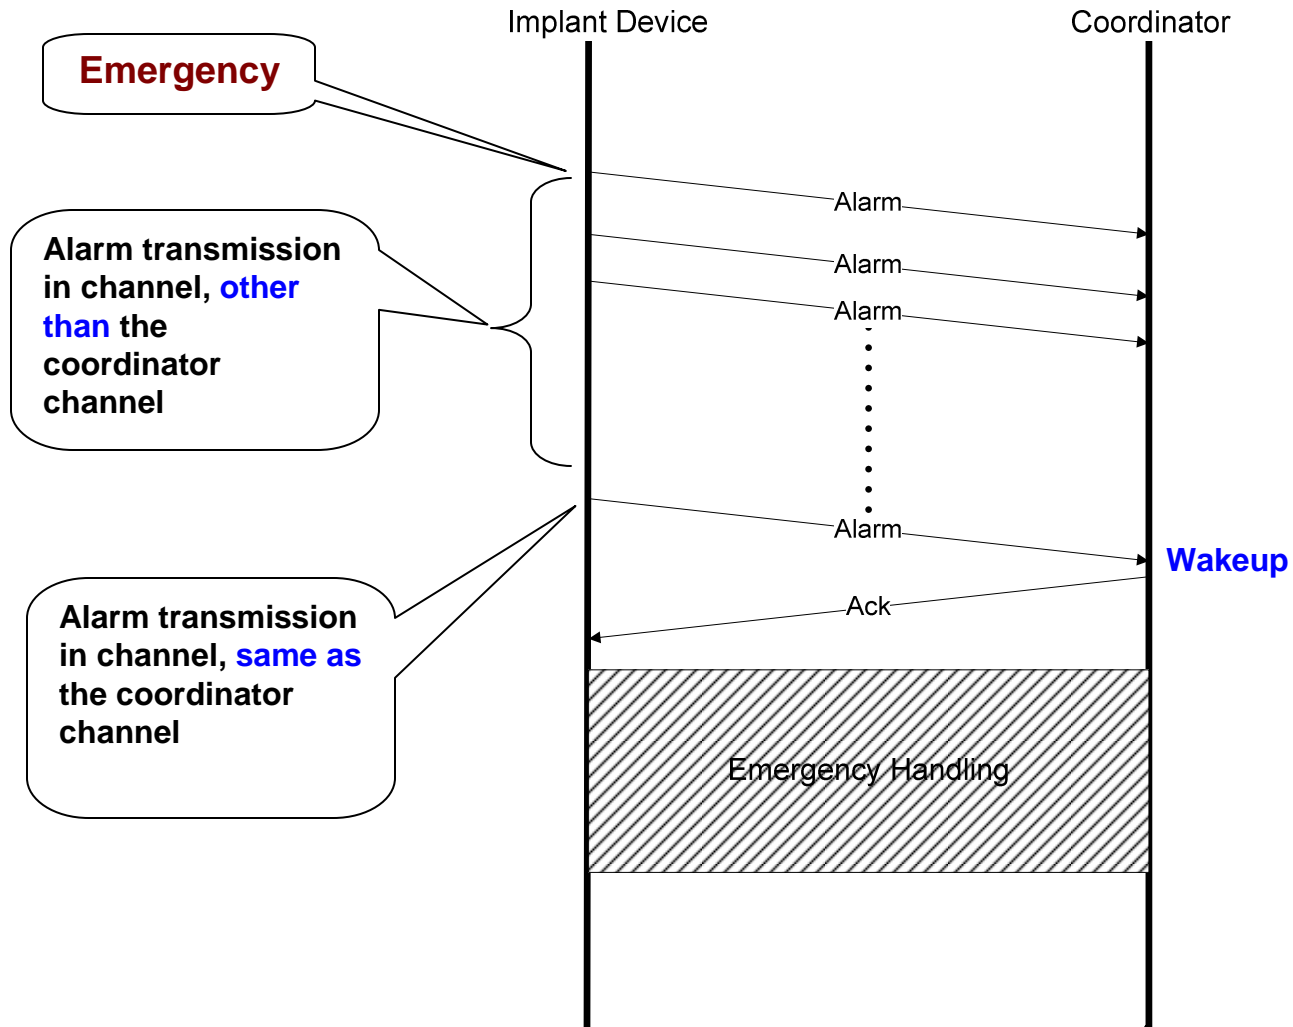 Implant Device
Coordinator
Emergency
Alarm
Alarm transmission
in channel, other
than the
coordinator
channel
Alarm
Alarm
Alarm
Wakeup
Ack
Alarm transmission
in channel, same as
the coordinator
channel
Emergency Handling